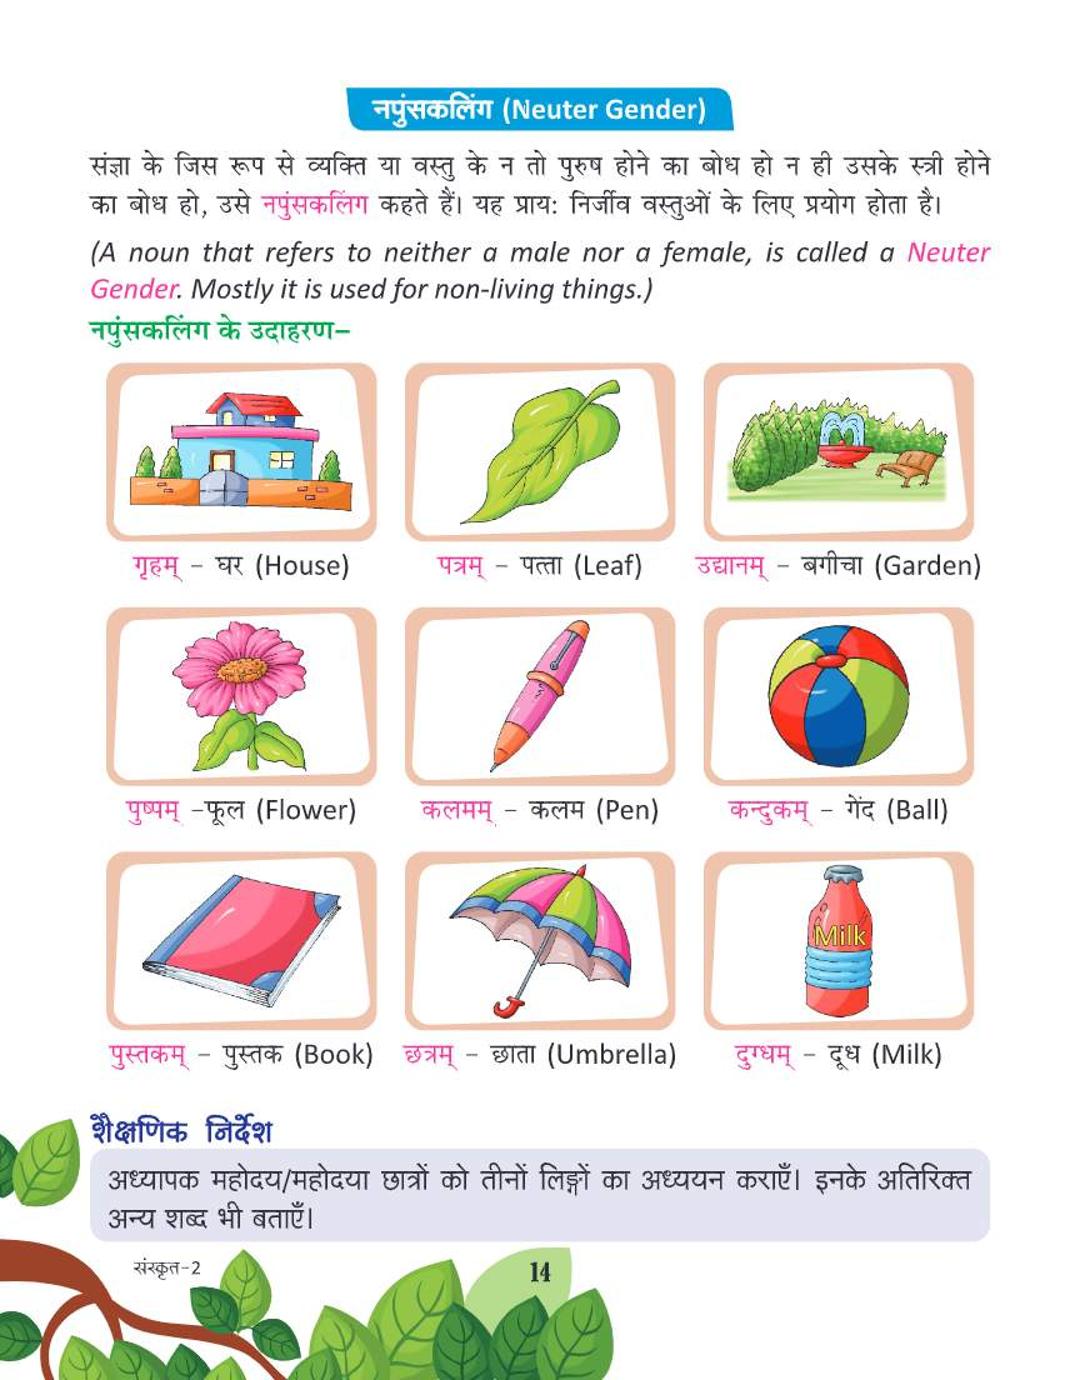 नपुंसकलिंग (Neuter Gender)
संज्ञा के जिस रूप से व्यक्ति या वस्तु के न तो पुरुष होने का बोध हो न ही उसके स्त्री होने
का बोध हो, उसे नपुंसकलिंग कहते हैं। यह प्राय: निर्जीव वस्तुओं के लिए प्रयोग होता है।
(A noun that refers to neither a male nor a female, is called a Neuter
Gender. Mostly it is used for non-living things.)
नपुंसकलिंग के उदाहरण–
गृहम् – घर (House)
पत्रम् – पत्ता (Leaf)
उद्यानम् – बगीचा (Garden)
पुष्पम् –फूल (Flower)
कलमम् – कलम (Pen)
कन्दुकम् – गेंद (Ball)
Milk
पुस्तकम् – पुस्तक (Book)
छत्रम् – छाता (Umbrella)
दुग्धम् – दूध (Milk)
शैक्षणिक निर्देश
अध्यापक महोदय/महोदया छात्रों को तीनों लिङ्गों का अध्ययन कराएँ। इनके अतिरिक्त
अन्य शब्द भी बताएँ।
संस्कृत-2
14